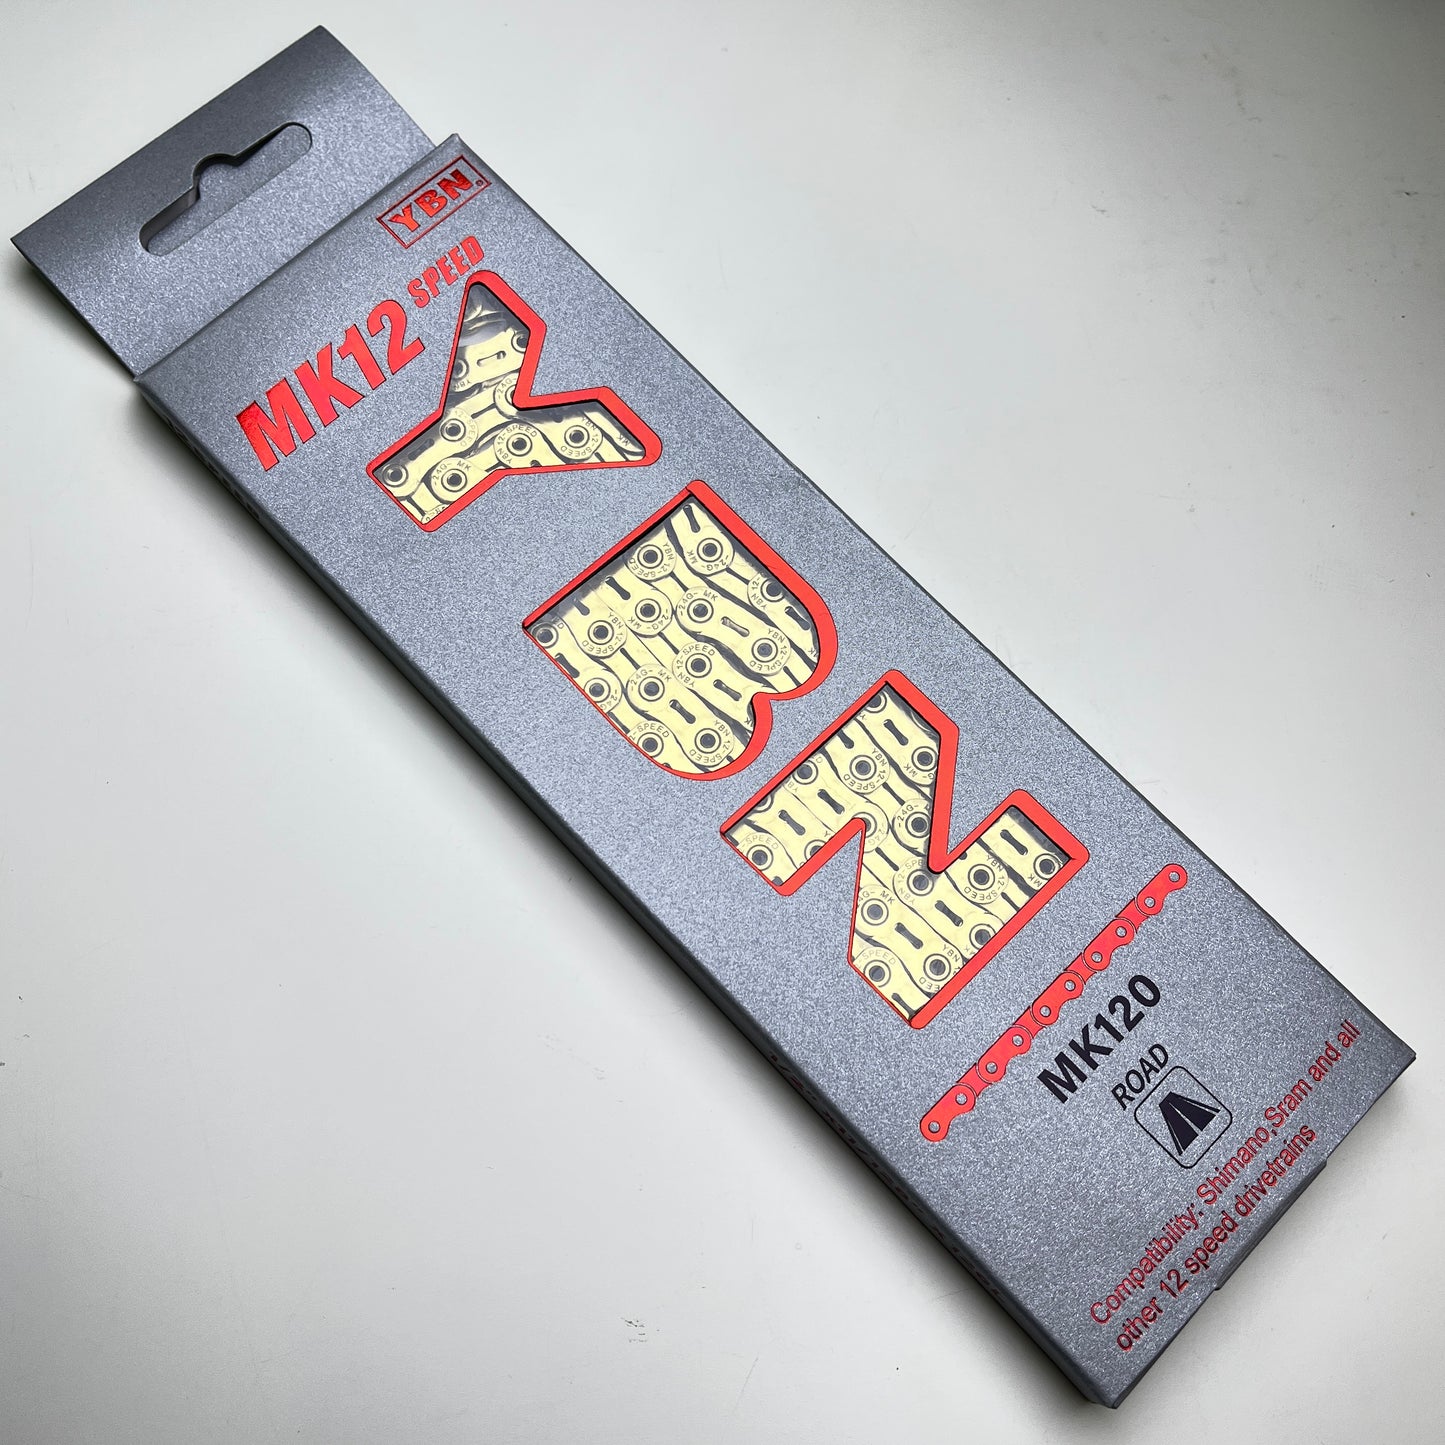 YBN®
MK12 SPEED
YBN
MK120
ROAD
Compatibility: Shimano,Sram and all
other 12 speed drivetrains